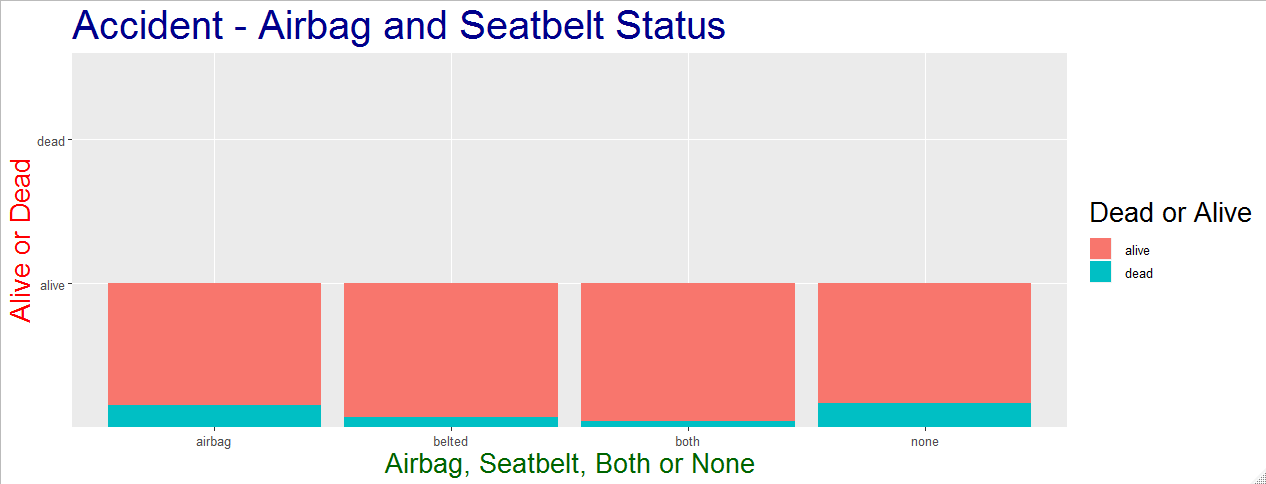 Accident - Airbag and Seatbelt Status
dead
alive
Alive or Dead
airbag
belted
both
none
Airbag, Seatbelt, Both or None
Dead or Alive
alive
dead